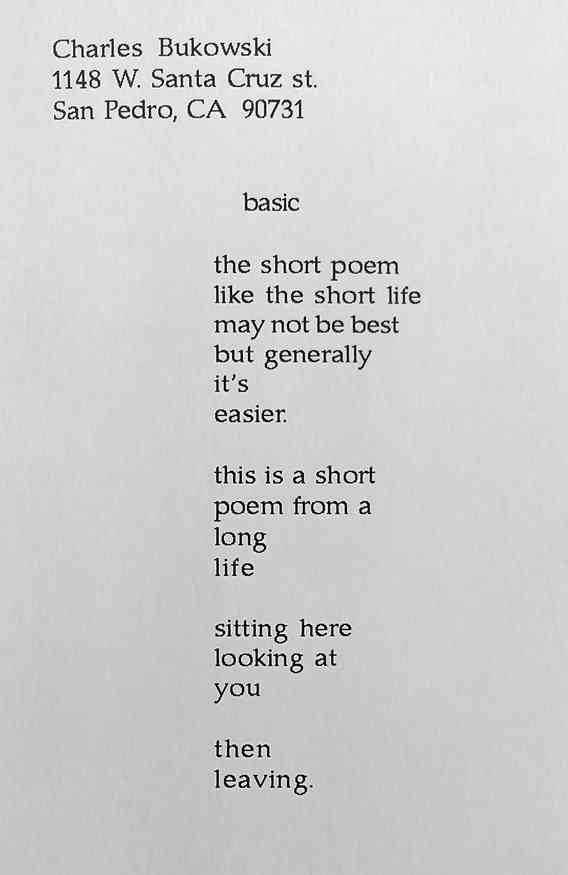 Charles Bukowski
1148 W. Santa Cruz st.
San Pedro, CA 90731
basic
the short poem
like the short life
may not be best
but generally
it's
easier.
this is a short
poem from a
long
life
sitting here
looking at
you
then
leaving.